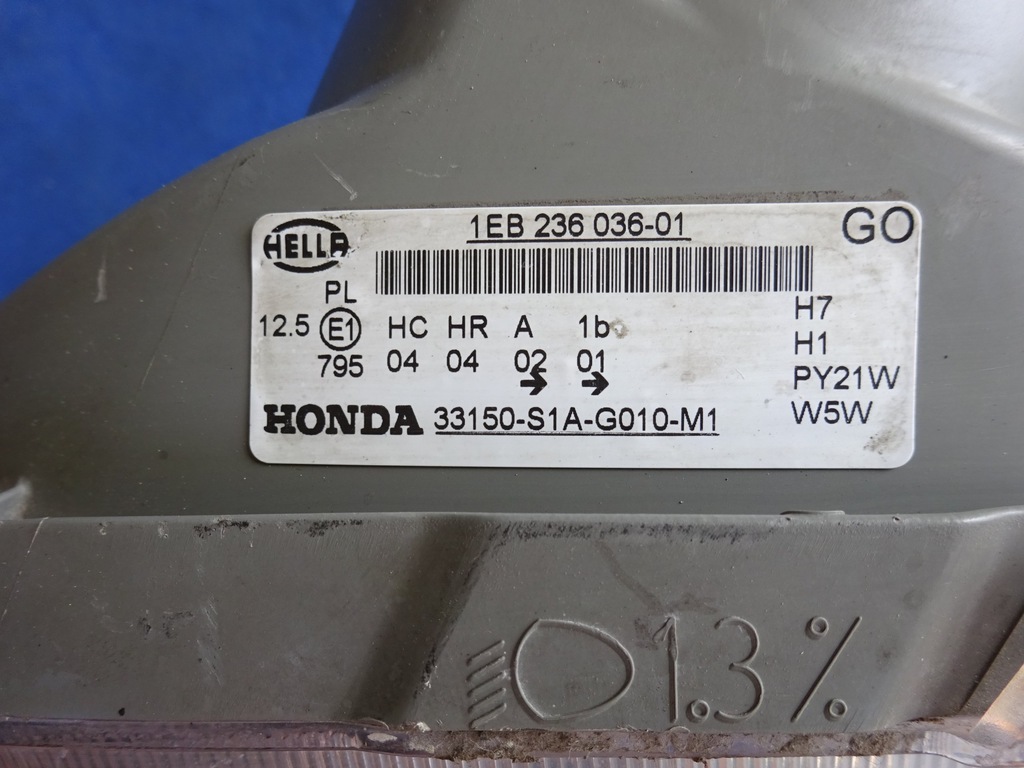 1EB 236 036-01 GO
HELLA
PL
12.5 E1 HC HR A 1b H7
795 04 04 02 01 H1
→ → PY21W
HONDA 33150-S1A-G010-M1 W5W
1.3%